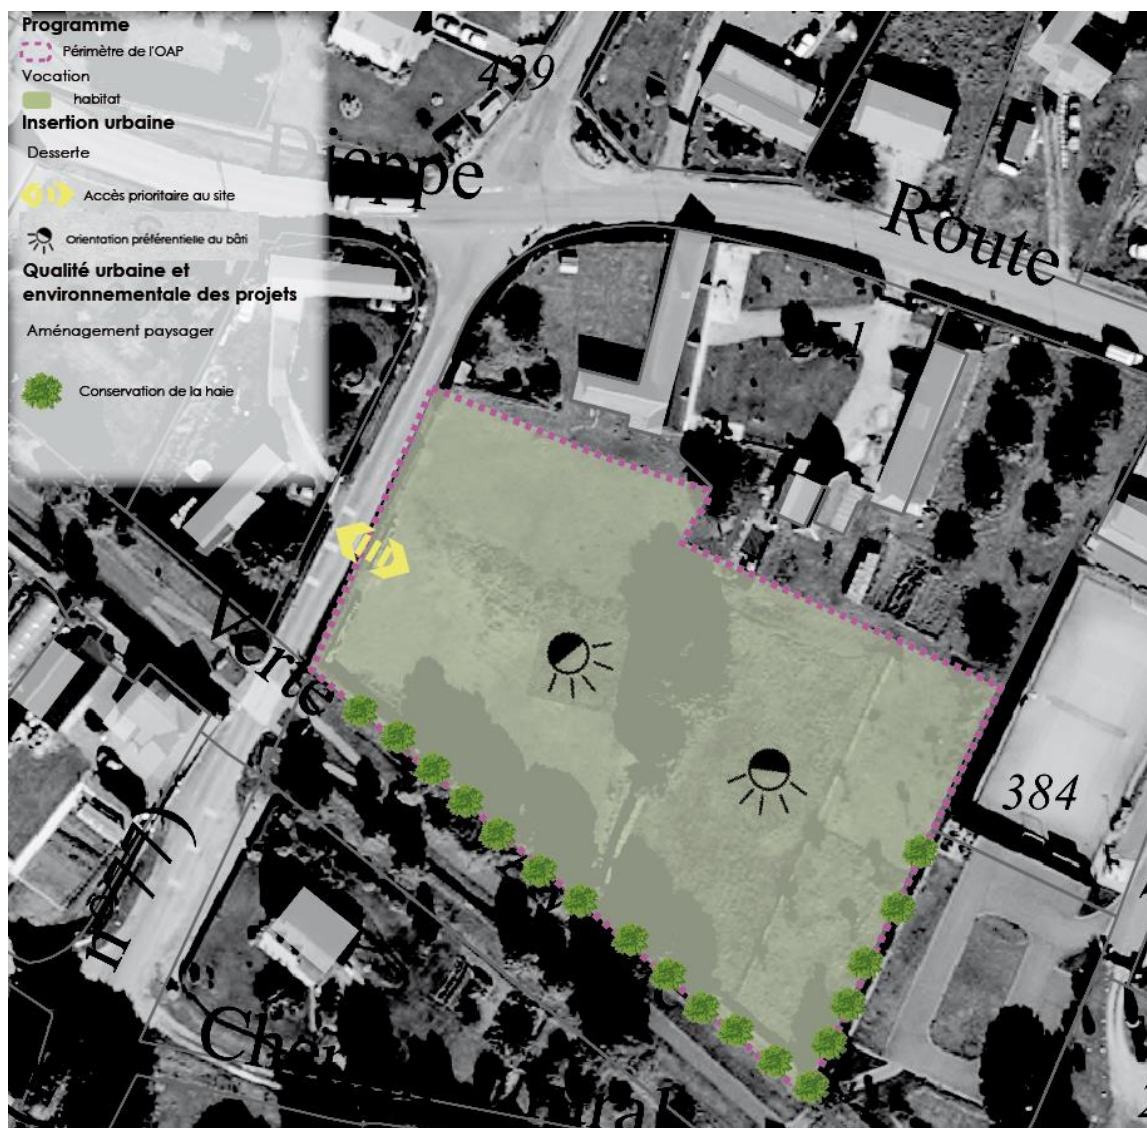 Programme
Périmètre de l'OAP
Vocation
habitat
Insertion urbaine
Desserte
Accès prioritaire au site
Orientation préférentielle du bâti
Qualité urbaine et
environnementale des projets
Aménagement paysager
Conservation de la haie
439
Dieppe
Route
251
Verte
384